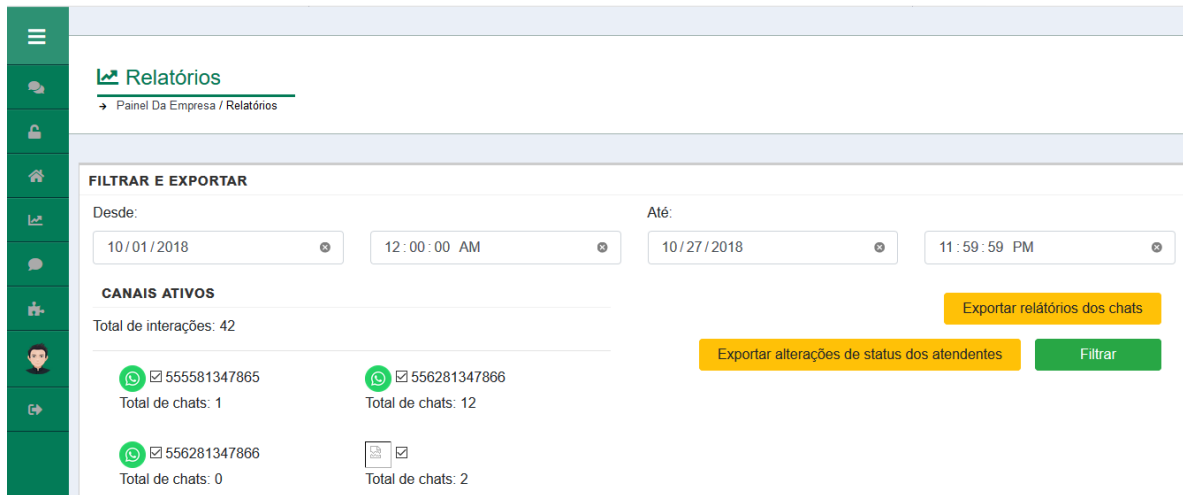 Relatórios
Painel Da Empresa / Relatórios
FILTRAR E EXPORTAR
Desde: Até:
10/01/2018 12:00:00 AM 10/27/2018 11:59:59 PM
CANAIS ATIVOS
Exportar relátórios dos chats
Total de interações: 42
Exportar alterações de status dos atendentes Filtrar
555581347865 556281347866
Total de chats: 1 Total de chats: 12
556281347866
Total de chats: 0 Total de chats: 2